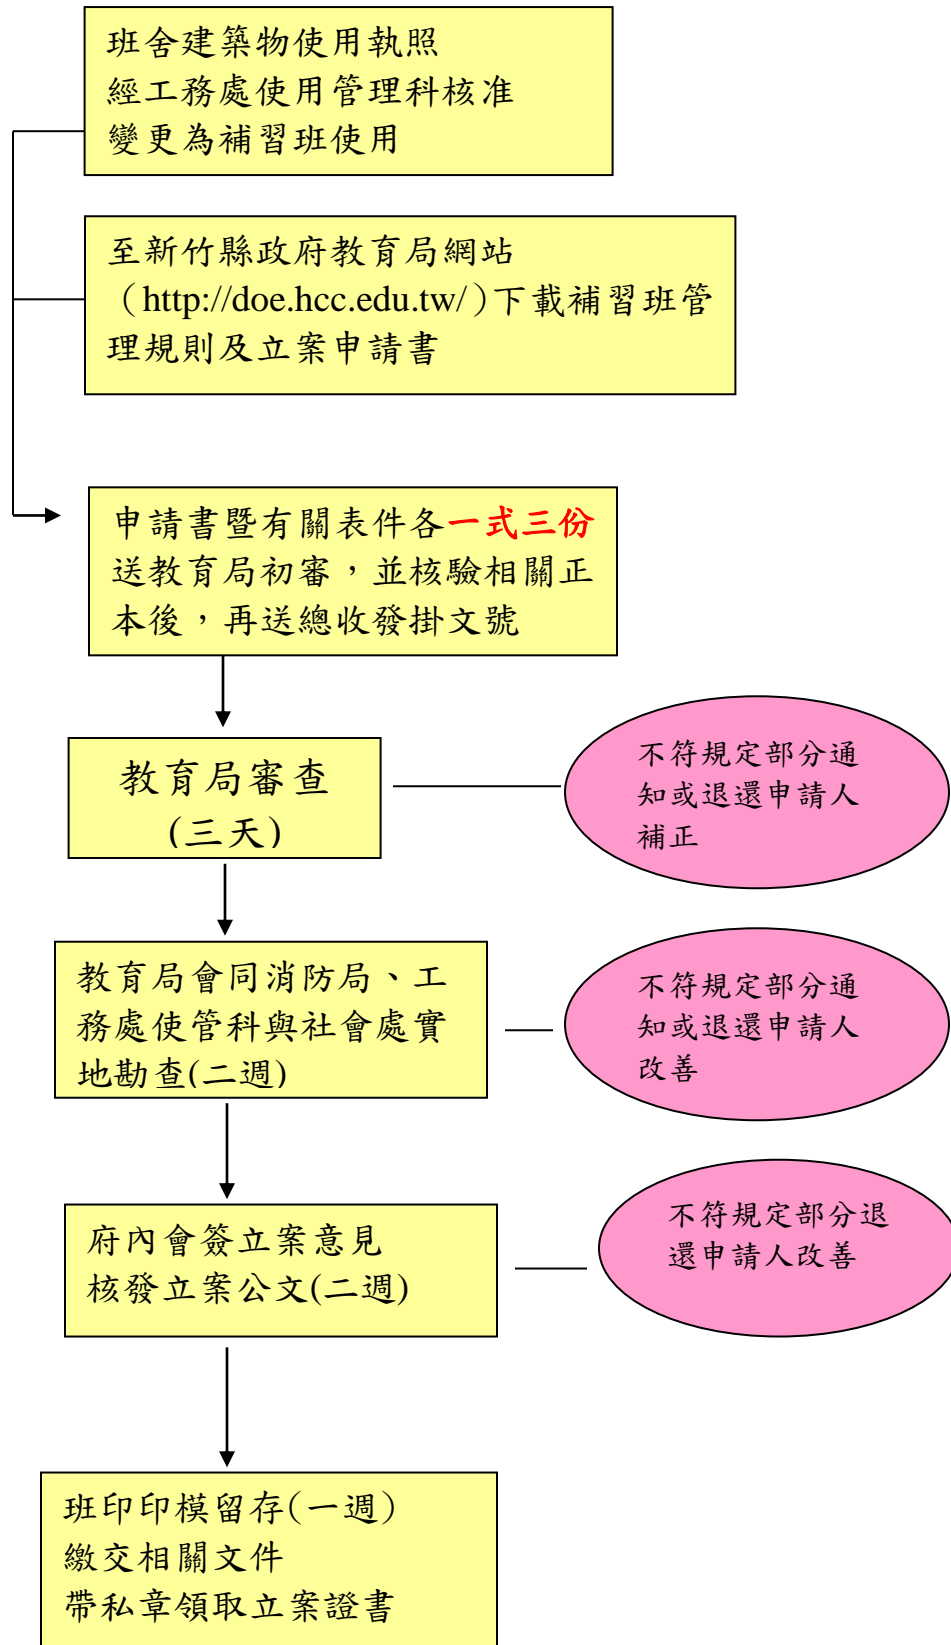 班舍建築物使用執照
經工務處使用管理科核准
變更為補習班使用
至新竹縣政府教育局網站
（http://doe.hcc.edu.tw/）下載補習班管
理規則及立案申請書
申請書暨有關表件各一式三份
送教育局初審，並核驗相關正
本後，再送總收發掛文號
教育局審查
(三天)
不符規定部分通
知或退還申請人
補正
教育局會同消防局、工
務處使管科與社會處實
地勘查(二週)
不符規定部分通
知或退還申請人
改善
府內會簽立案意見
核發立案公文(二週)
不符規定部分退
還申請人改善
班印印模留存(一週)
繳交相關文件
帶私章領取立案證書